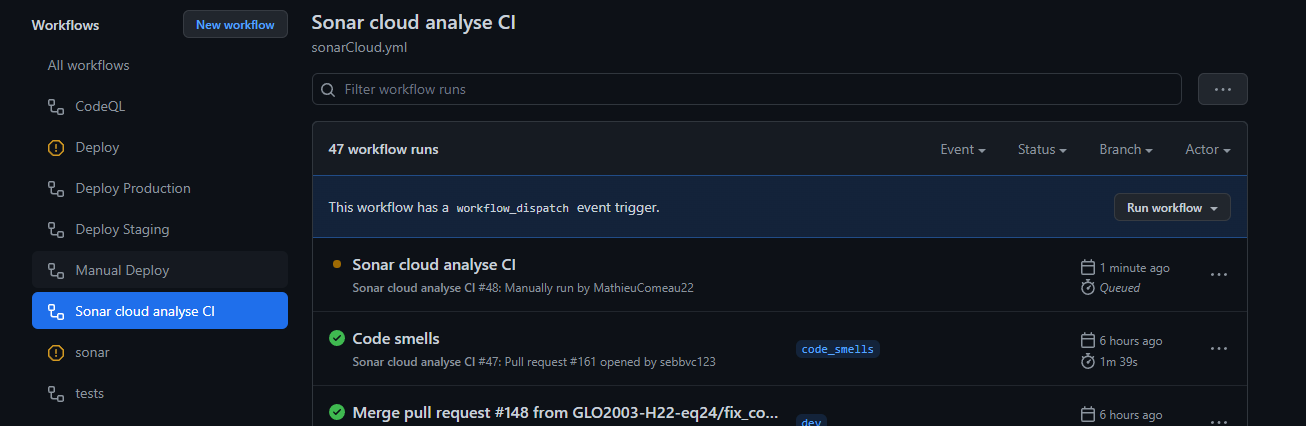 Workflows
New workflow
All workflows
CodeQL
Deploy
Deploy Production
Deploy Staging
Manual Deploy
Sonar cloud analyse CI
sonar
tests
Sonar cloud analyse CI
sonarCloud.yml
Filter workflow runs
47 workflow runs
Event
Status
Branch
Actor
This workflow has a workflow_dispatch event trigger.
Run workflow
Sonar cloud analyse CI
Sonar cloud analyse CI #48: Manually run by MathieuComeau22
1 minute ago
Queued
Code smells
Sonar cloud analyse CI #47: Pull request #161 opened by sebbvc123
code_smells
6 hours ago
1m 39s
Merge pull request #148 from GLO2003-H22-eq24/fix_co...
dev
6 hours ago